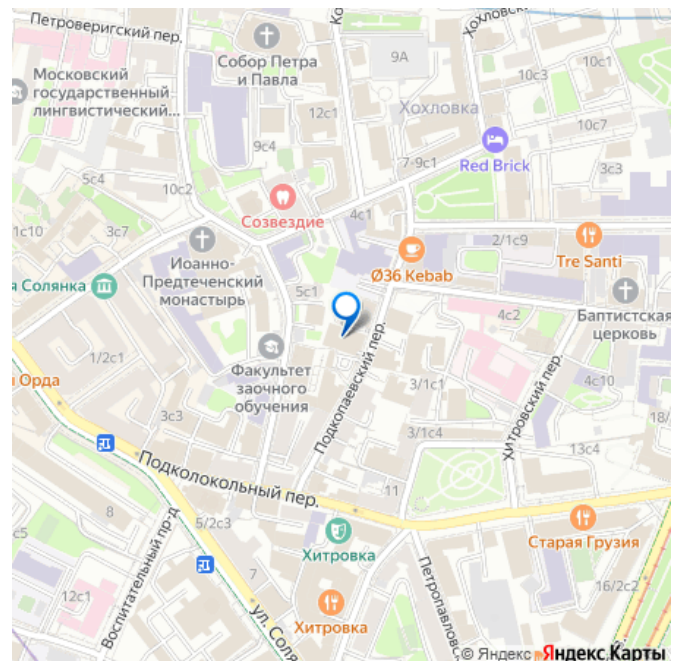 Петроверигский пер.
Собор Петра
и Павла
9А
Хохловка
10с3
10с1
Московский
государственный
лингвистический...
12с1
10с7
9с4
7-9с1
Red Brick
3с3
5с4
10с2
Созвездие
4с1
1с10
3с7
Иоанно-
Предтеченский
монастырь
Ø36 Kebab
2/1с9
Tre Santi
я Солянка
5с1
4с2
Баптистская
церковь
1/2с1
Орда
Факультет
заочного
обучения
Подкопаевский пер.
3/1с1
Хитровский пер.
4с10
18/
3с3
3/1с4
13с4
Подколокольный пер.
11
8
5/2с3
с5
Хитровка
Старая Грузия
Воспитательный пр-д
7
Петропавловс
16/2с2
ул. Соля
Хитровка
© Яндекс Яндекс Карты